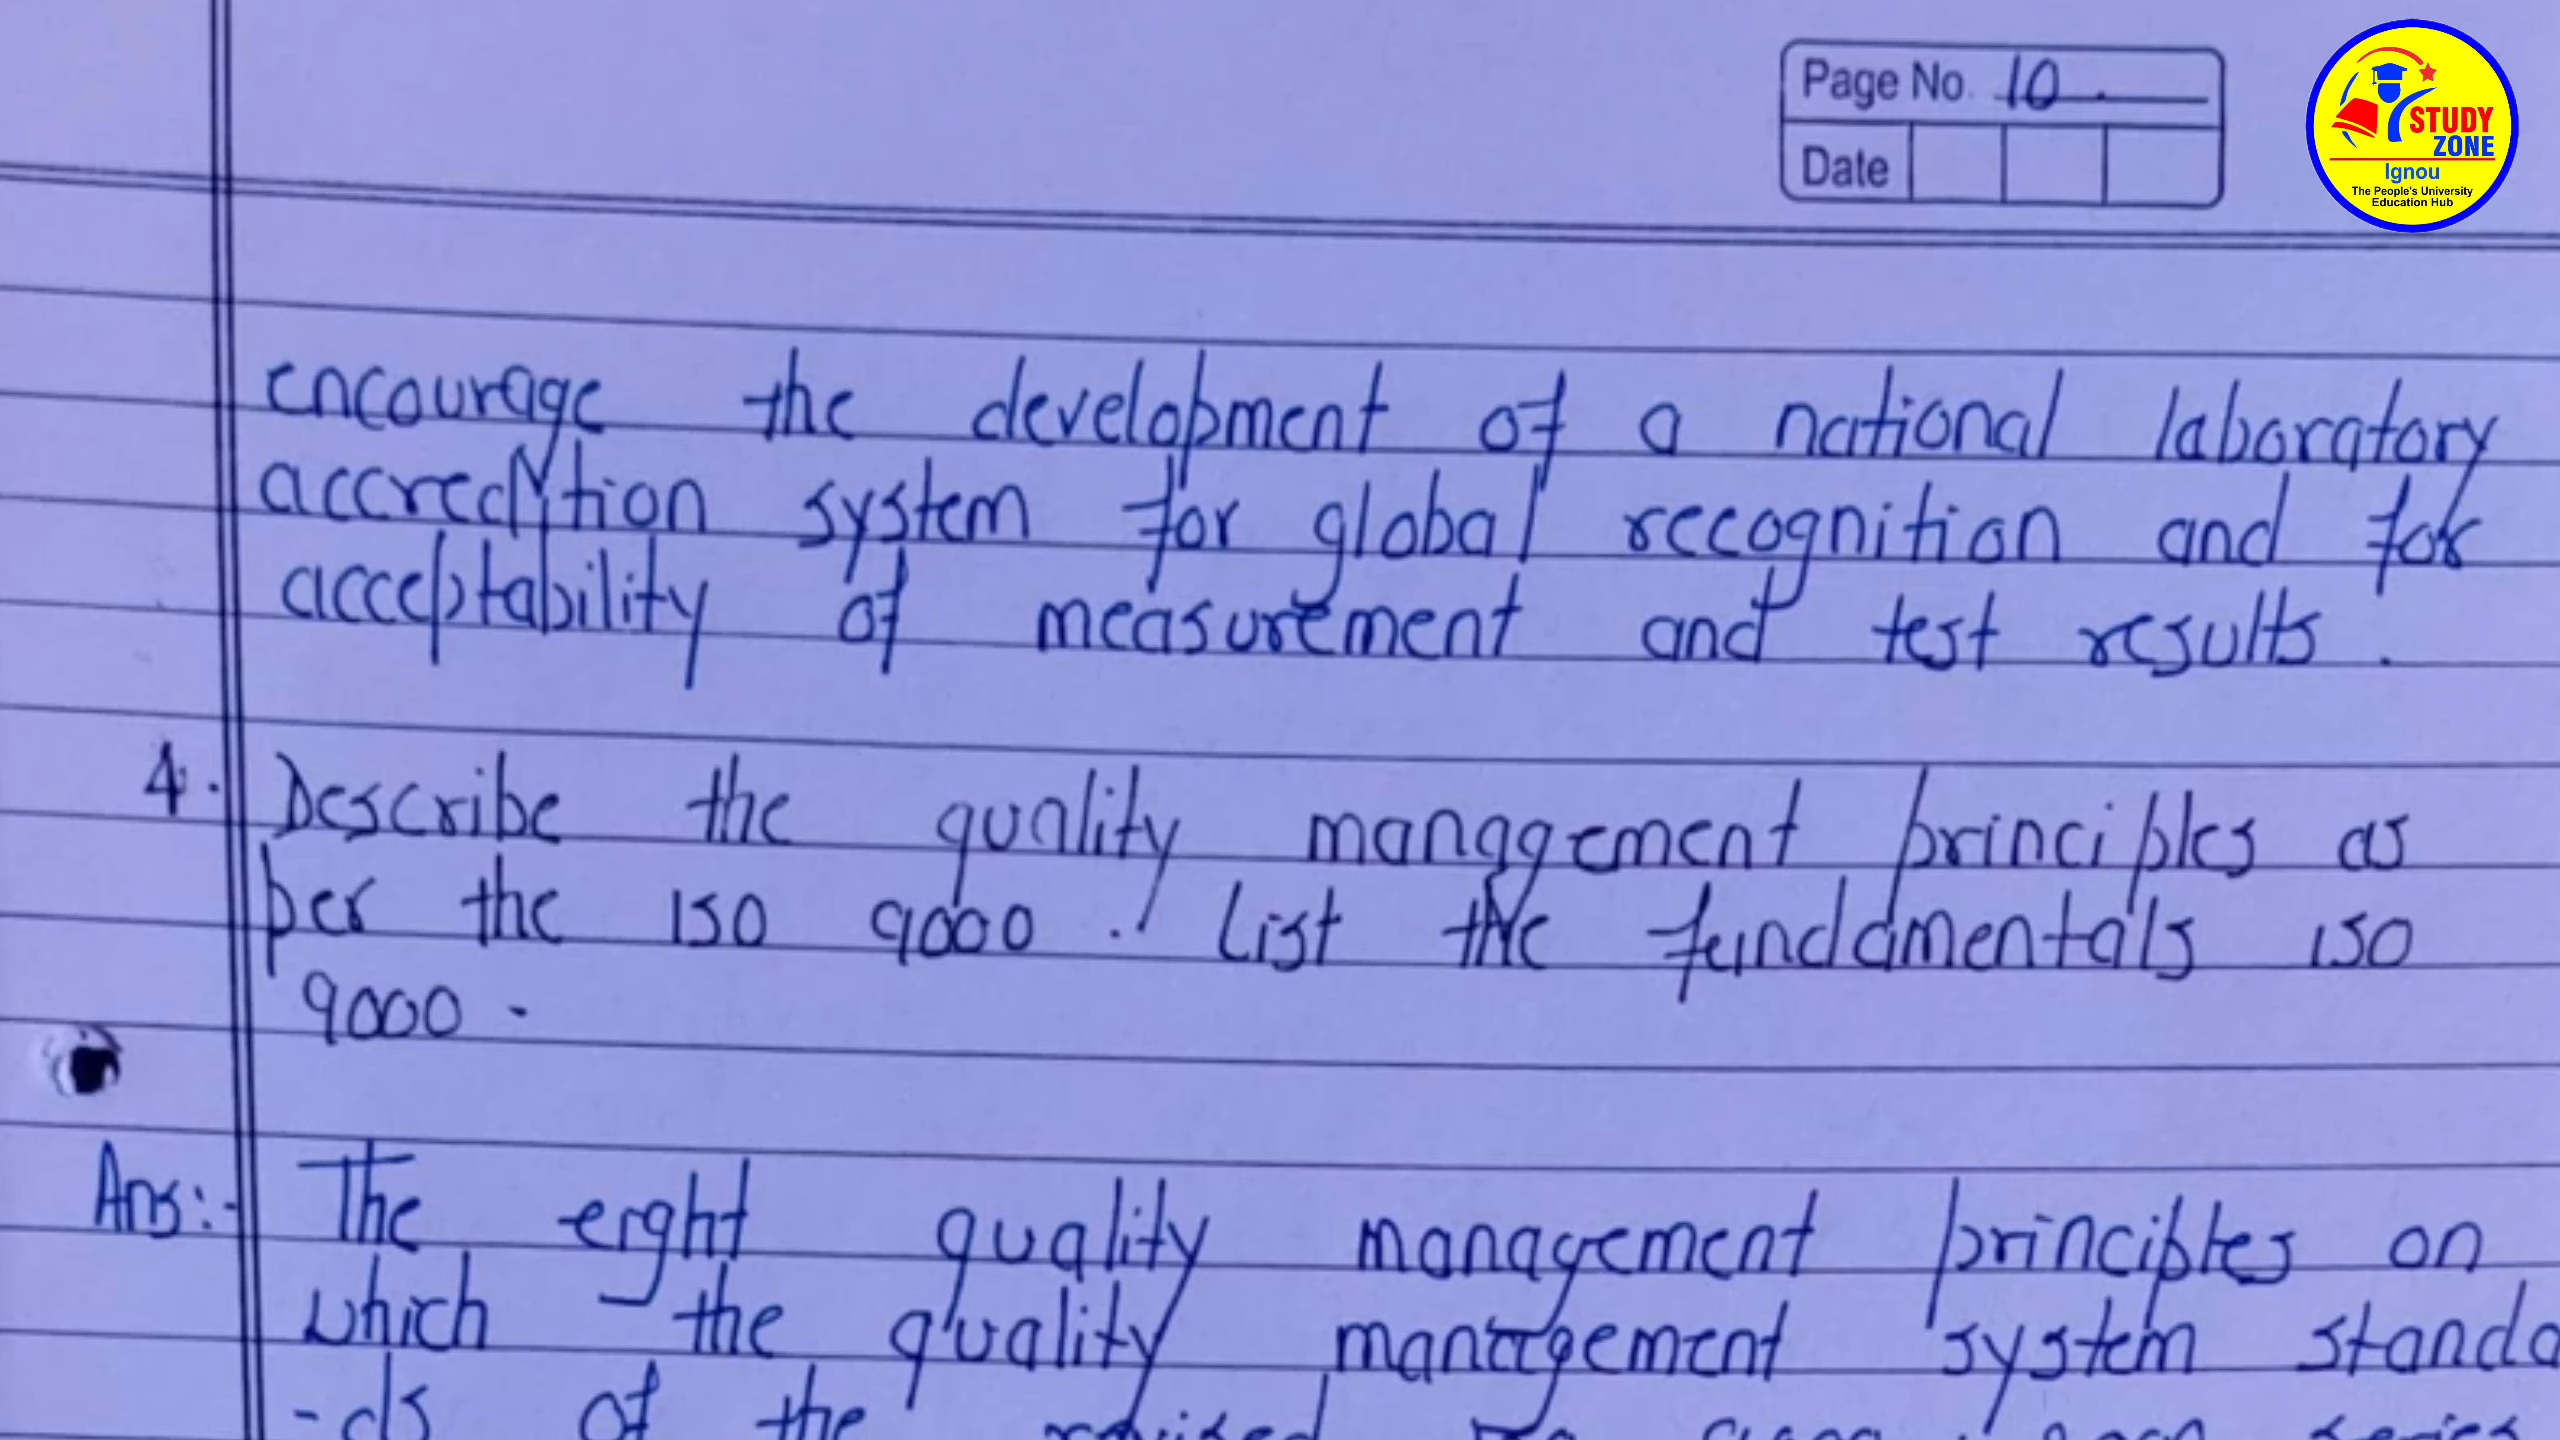 Page No. 10
Date
STUDY
ZONE
Ignou
The People's University
Education Hub
encourage the development of a national laboratory
accredition system for global recognition and for
acceptability of measurement and test results.
4. Describe the quality management principles as
per the ISO 9000. List the fundamentals ISO
9000.
Ans:- The eight quality management principles on
which the quality management system standa
-ds of the revised series